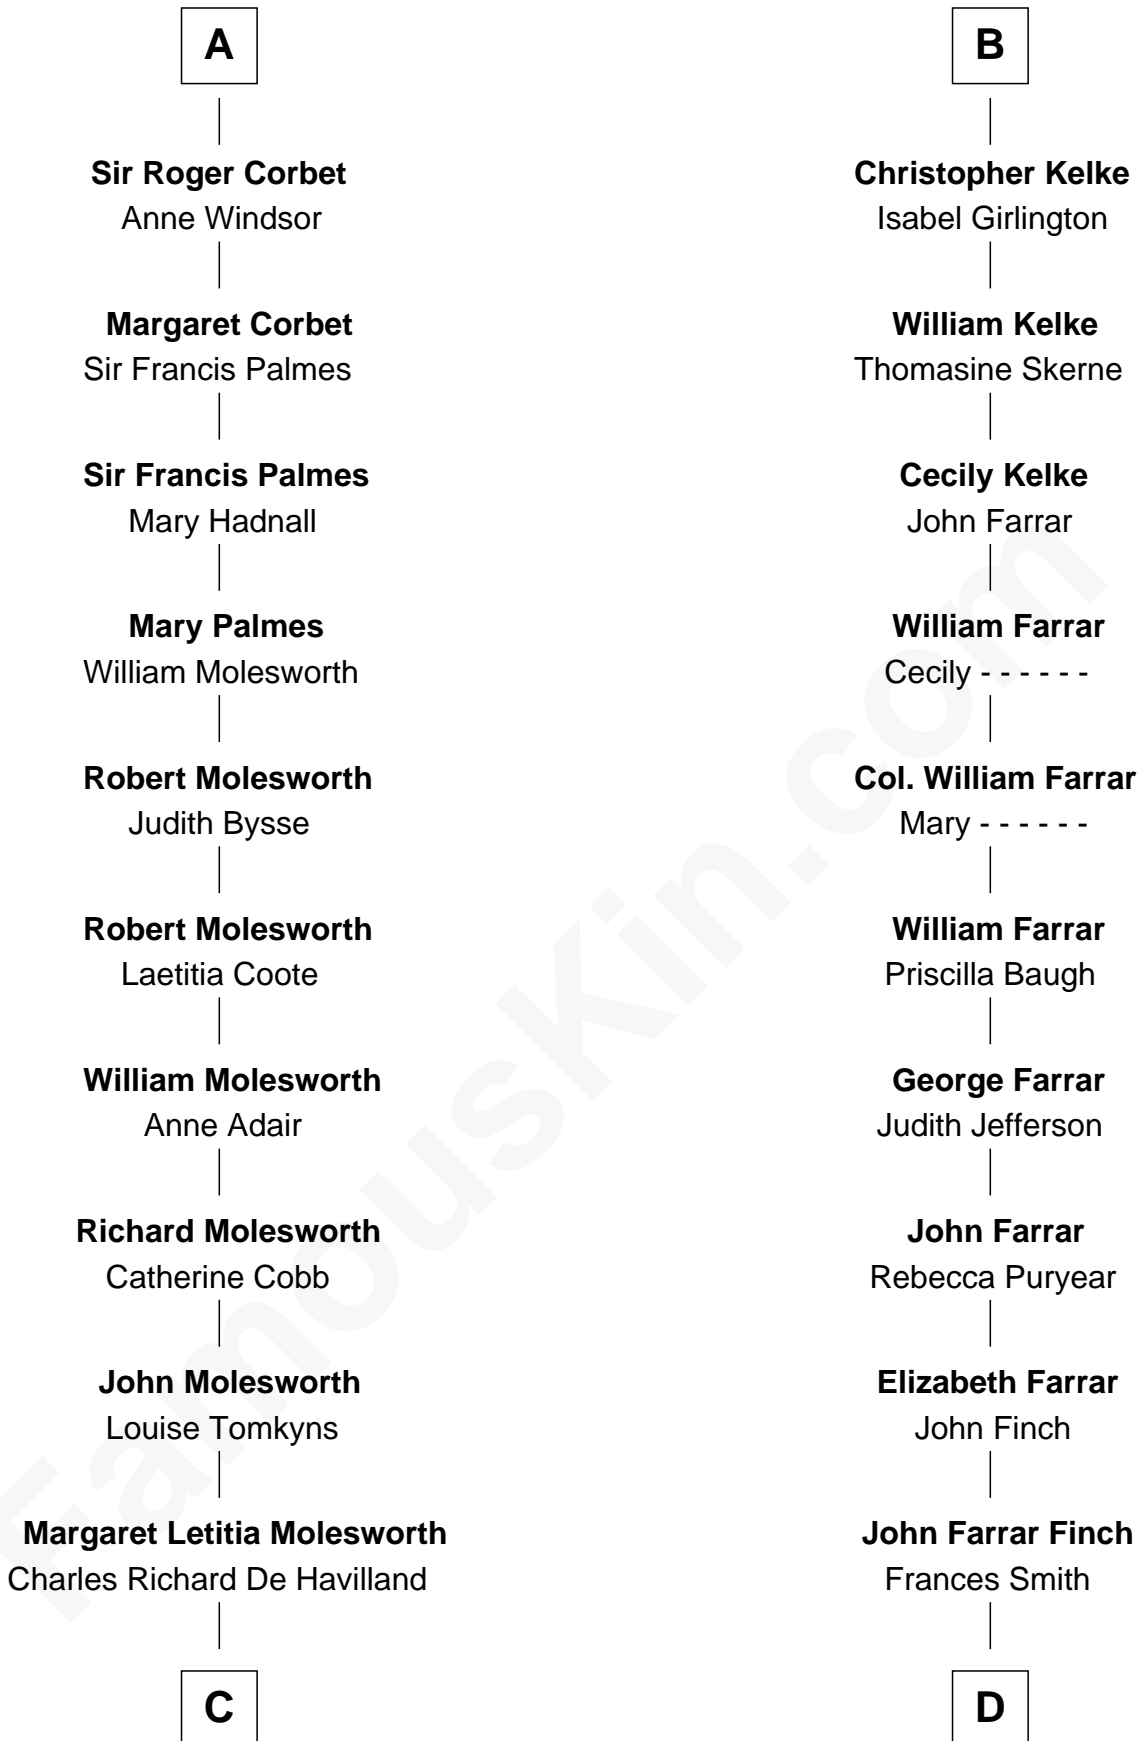 A
Sir Roger Corbet
Anne Windsor
Margaret Corbet
Sir Francis Palmes
Sir Francis Palmes
Mary Hadnall
Mary Palmes
William Molesworth
Robert Molesworth
Judith Bysse
Robert Molesworth
Laetitia Coote
William Molesworth
Anne Adair
Richard Molesworth
Catherine Cobb
John Molesworth
Louise Tomkyns
Margaret Letitia Molesworth
Charles Richard De Havilland
C
B
Christopher Kelke
Isabel Girlington
William Kelke
Thomasine Skerne
Cecily Kelke
John Farrar
William Farrar
Cecily - - - - - -
Col. William Farrar
Mary - - - - - -
William Farrar
Priscilla Baugh
George Farrar
Judith Jefferson
John Farrar
Rebecca Puryear
Elizabeth Farrar
John Finch
John Farrar Finch
Frances Smith
D
FamousKin.com